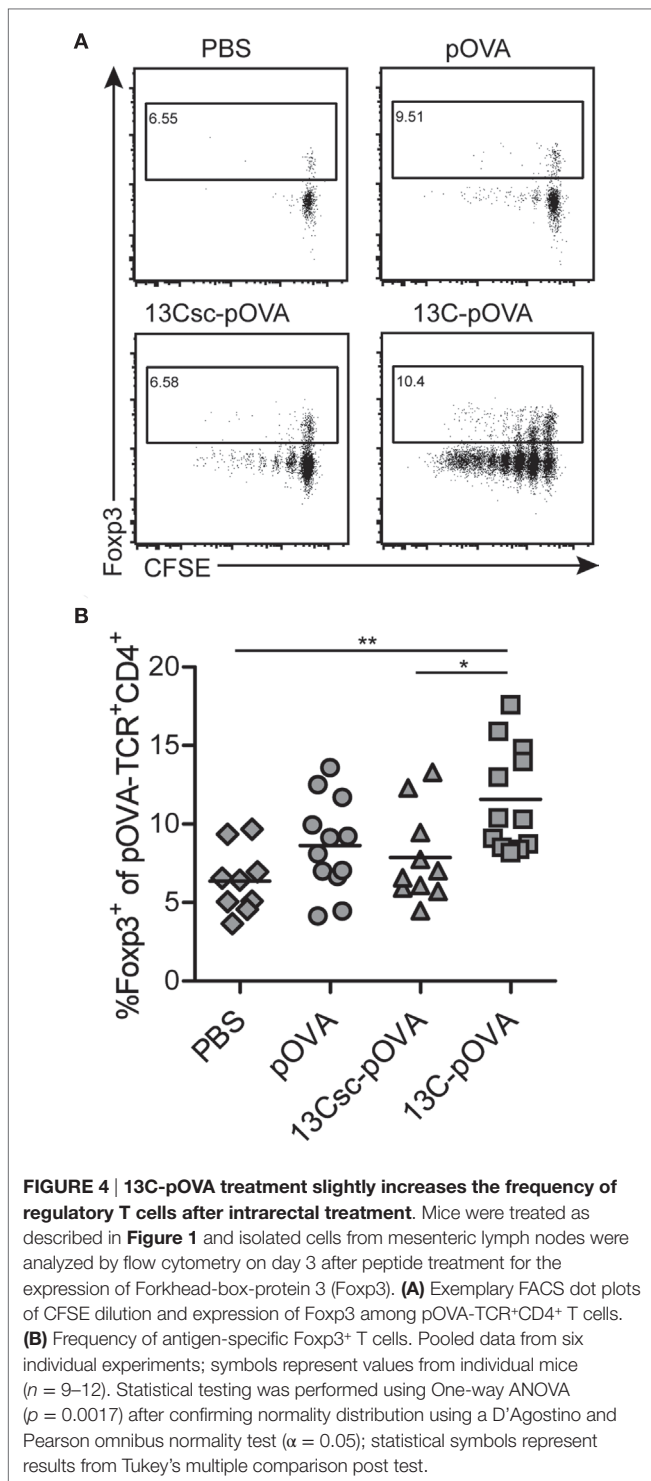 A
PBS
pOVA
6.55
9.51
13Csc-pOVA
13C-pOVA
6.58
10.4
Foxp3
CFSE
B
**
*
%Foxp3⁺ of pOVA-TCR⁺CD4⁺
20
15
10
5
0
PBS
pOVA
13Csc-pOVA
13C-pOVA
FIGURE 4 | 13C-pOVA treatment slightly increases the frequency of
regulatory T cells after intrarectal treatment. Mice were treated as
described in Figure 1 and isolated cells from mesenteric lymph nodes were
analyzed by flow cytometry on day 3 after peptide treatment for the
expression of Forkhead-box-protein 3 (Foxp3). (A) Exemplary FACS dot plots
of CFSE dilution and expression of Foxp3 among pOVA-TCR⁺CD4⁺ T cells.
(B) Frequency of antigen-specific Foxp3⁺ T cells. Pooled data from six
individual experiments; symbols represent values from individual mice
(n = 9–12). Statistical testing was performed using One-way ANOVA
(p = 0.0017) after confirming normality distribution using a D'Agostino and
Pearson omnibus normality test (α = 0.05); statistical symbols represent
results from Tukey's multiple comparison post test.